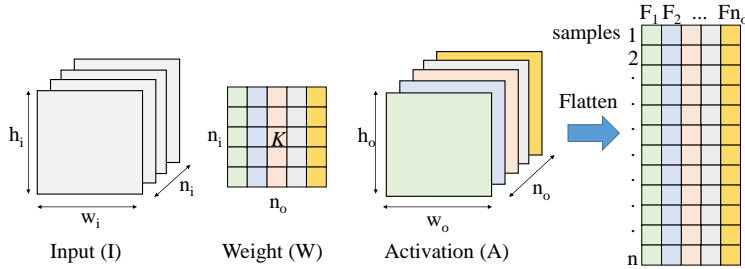 F₁ F₂ ... Fnₒ
samples
1
2
.
.
.
.
.
.
.
n
hᵢ
wᵢ
nᵢ
Input (I)
nᵢ
K
nₒ
Weight (W)
hₒ
wₒ
nₒ
Activation (A)
Flatten